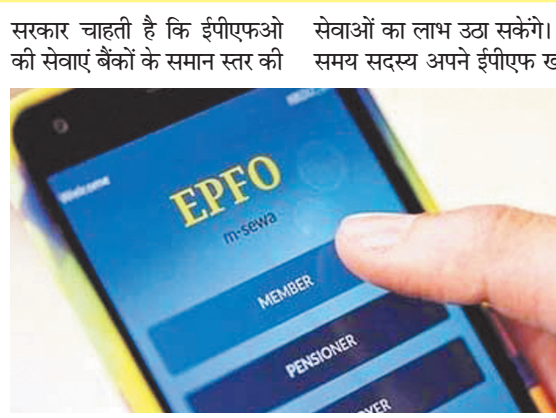 सरकार चाहती है कि ईपीएफओ
की सेवाएं बैंकों के समान स्तर की
सेवाओं का लाभ उठा सकेंगे।
समय सदस्य अपने ईपीएफ
Welcome
EPFO
m-sewa
MEMBER
PENSIONER